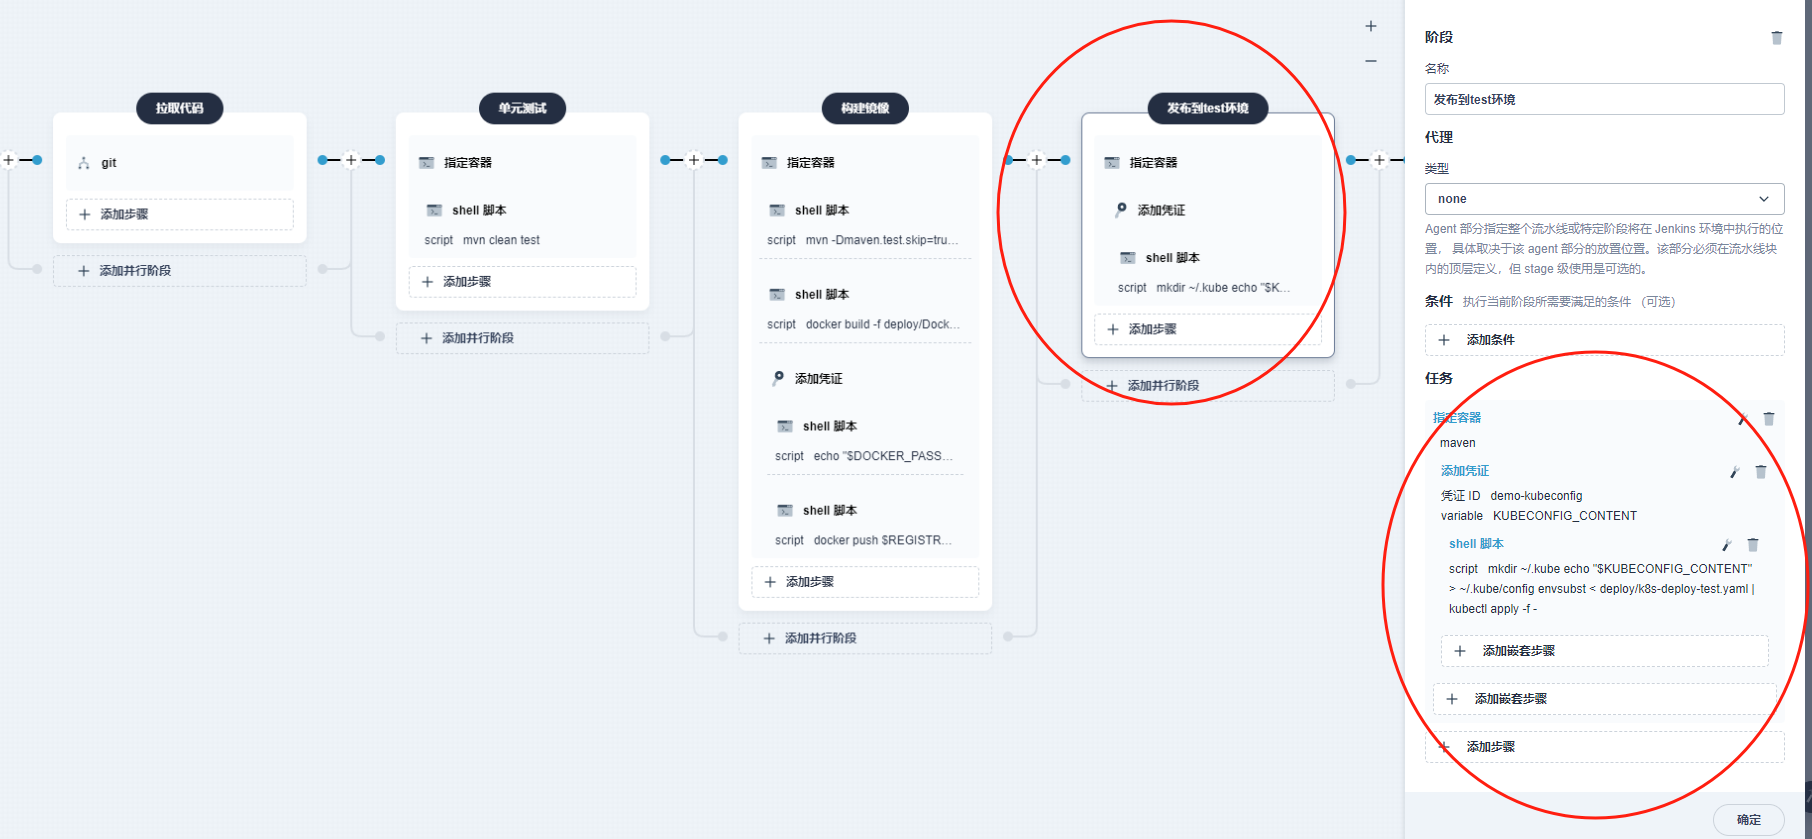 拉取代码
git
添加步骤
添加并行阶段
单元测试
指定容器
shell 脚本
script mvn clean test
添加步骤
添加并行阶段
构建镜像
指定容器
shell 脚本
script mvn -Dmaven.test.skip=tru...
shell 脚本
script docker build -f deploy/Dock...
添加凭证
shell 脚本
script echo "$DOCKER_PASS...
shell 脚本
script docker push $REGISTR...
添加步骤
添加并行阶段
发布到test环境
指定容器
添加凭证
shell 脚本
script mkdir ~/.kube echo "$K...
添加步骤
添加并行阶段
阶段
名称
发布到test环境
代理
类型
none
Agent 部分指定整个流水线或特定阶段将在 Jenkins 环境中执行的位
置， 具体取决于该 agent 部分的放置位置。该部分必须在流水线块
内的顶层定义，但 stage 级使用是可选的。
条件 执行当前阶段所需要满足的条件 （可选）
添加条件
任务
指定容器
maven
添加凭证
凭证 ID demo-kubeconfig
variable KUBECONFIG_CONTENT
shell 脚本
script mkdir ~/.kube echo "$KUBECONFIG_CONTENT"
> ~/.kube/config envsubst < deploy/k8s-deploy-test.yaml |
kubectl apply -f -
添加嵌套步骤
添加嵌套步骤
添加步骤
确定